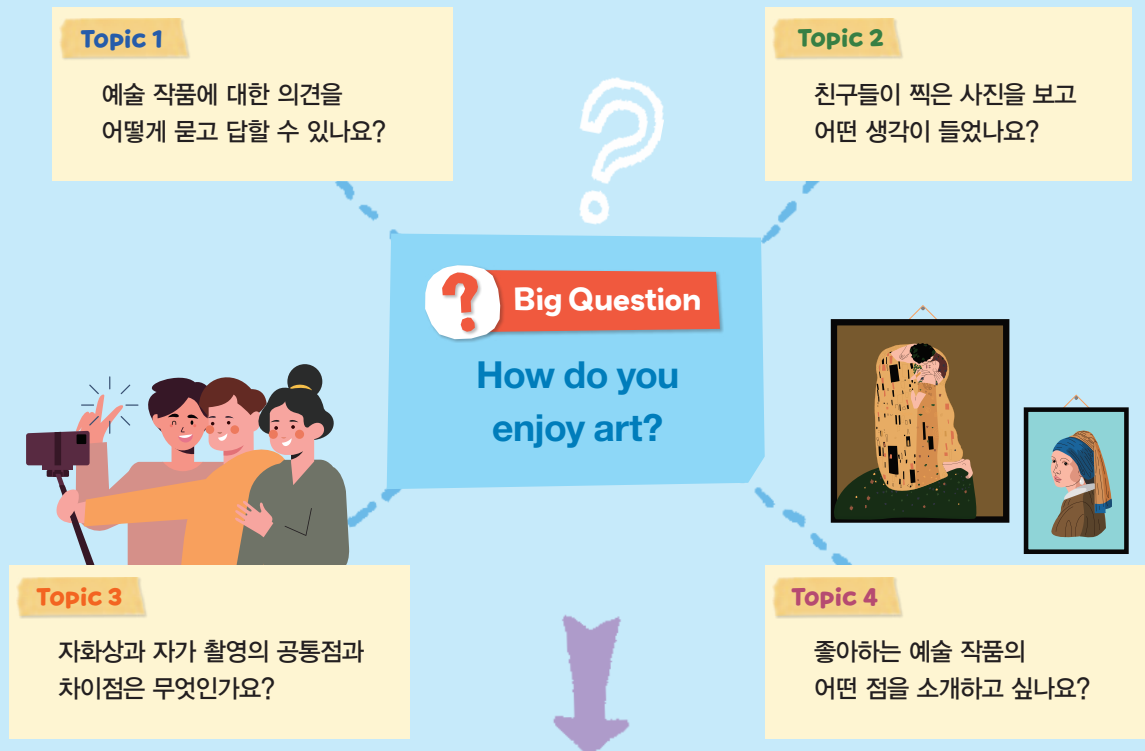 Topic 1
예술 작품에 대한 의견을
어떻게 묻고 답할 수 있나요?
Topic 2
친구들이 찍은 사진을 보고
어떤 생각이 들었나요?
?
? Big Question
How do you
enjoy art?
Topic 3
자화상과 자가 촬영의 공통점과
차이점은 무엇인가요?
Topic 4
좋아하는 예술 작품의
어떤 점을 소개하고 싶나요?